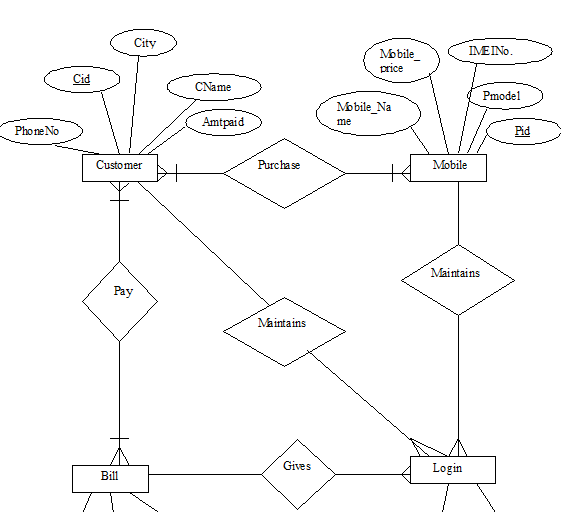 City
Mobile_
price
IMEINo.
Cid
CName
Pmodel
Mobile_Na
me
Amtpaid
PhoneNo
Pid
Customer
Purchase
Mobile
Maintains
Pay
Maintains
Gives
Login
Bill